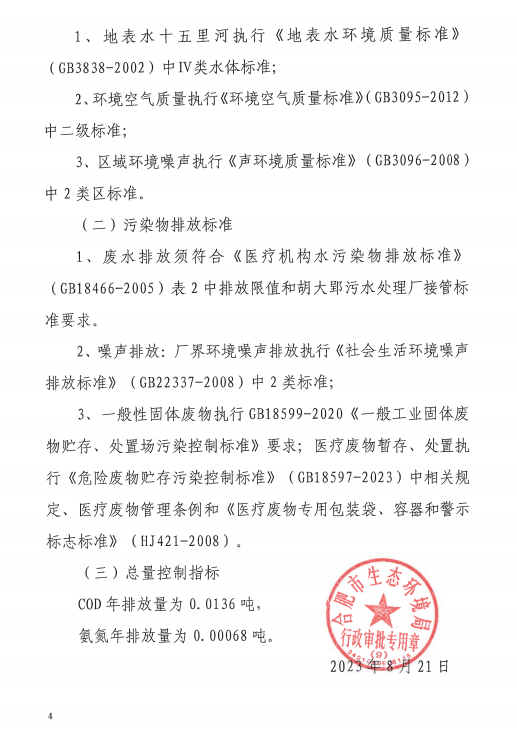 1、地表水十五里河执行《地表水环境质量标准》
（GB3838-2002）中Ⅳ类水体标准；
2、环境空气质量执行《环境空气质量标准》（GB3095-2012）
中二级标准；
3、区域环境噪声执行《声环境质量标准》（GB3096-2008）
中 2 类区标准。
（二）污染物排放标准
1、废水排放须符合《医疗机构水污染物排放标准》
（GB18466-2005）表 2 中排放限值和胡大郢污水处理厂接管标
准要求。
2、噪声排放：厂界环境噪声排放执行《社会生活环境噪声
排放标准》（GB22337-2008）中 2 类标准；
3、一般性固体废物执行 GB18599-2020《一般工业固体废
物贮存、处置场污染控制标准》要求；医疗废物暂存、处置执
行《危险废物贮存污染控制标准》（GB18597-2023）中相关规
定、医疗废物管理条例和《医疗废物专用包装袋、容器和警示
标志标准》（HJ421-2008）。
（三）总量控制指标
COD 年排放量为 0.0136 吨，
氨氮年排放量为 0.00068 吨。
合肥市生态环境局
行政审批专用章
(9)
2023 年 8 月 21 日
4